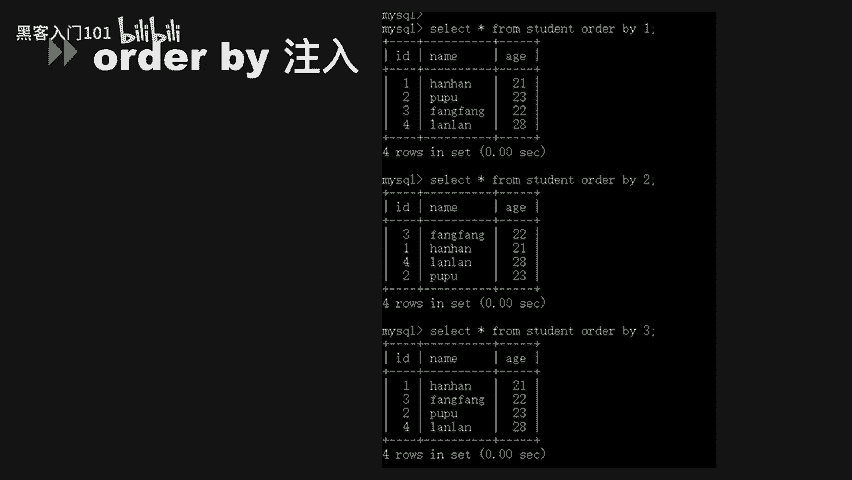 黑客入门101 bilibili
order by 注入
mysql>
mysql> select * from student order by 1;
| id | name | age |
| 1 | hanhan | 21 |
| 2 | pupu | 23 |
| 3 | fangfang | 22 |
| 4 | lanlan | 28 |
4 rows in set (0.00 sec)
mysql> select * from student order by 2;
| id | name | age |
| 3 | fangfang | 22 |
| 1 | hanhan | 21 |
| 4 | lanlan | 28 |
| 2 | pupu | 23 |
4 rows in set (0.00 sec)
mysql> select * from student order by 3;
| id | name | age |
| 1 | hanhan | 21 |
| 3 | fangfang | 22 |
| 2 | pupu | 23 |
| 4 | lanlan | 28 |
4 rows in set (0.00 sec)